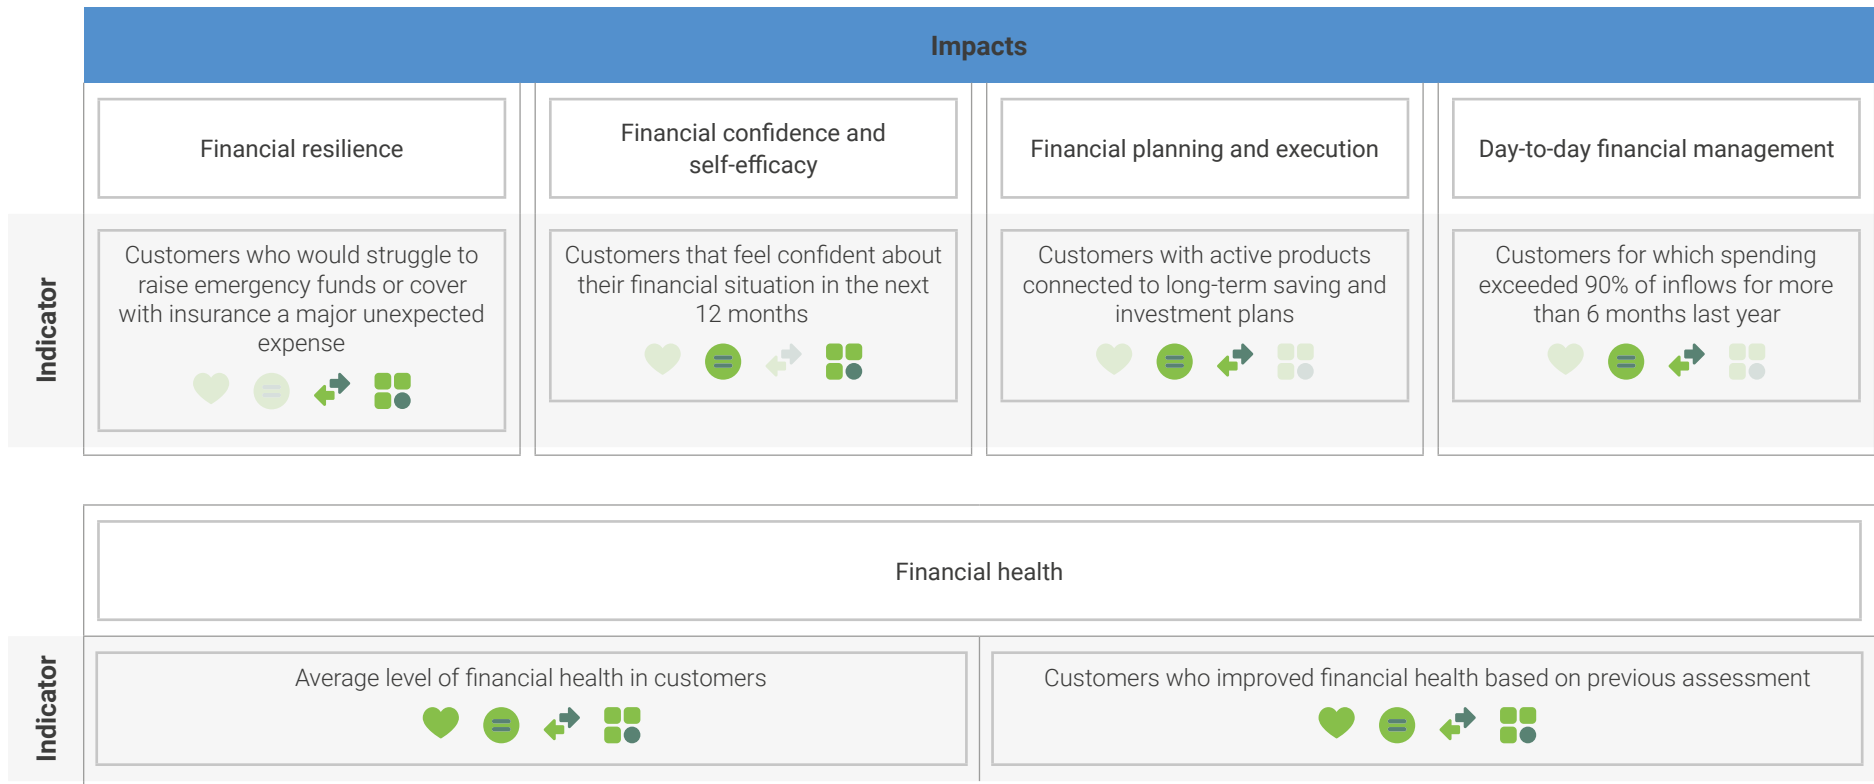 Impacts
Financial resilience
Financial confidence and
self-efficacy
Financial planning and execution
Day-to-day financial management
Indicator
Customers who would struggle to
raise emergency funds or cover
with insurance a major unexpected
expense
Customers that feel confident about
their financial situation in the next
12 months
Customers with active products
connected to long-term saving and
investment plans
Customers for which spending
exceeded 90% of inflows for more
than 6 months last year
Financial health
Indicator
Average level of financial health in customers
Customers who improved financial health based on previous assessment